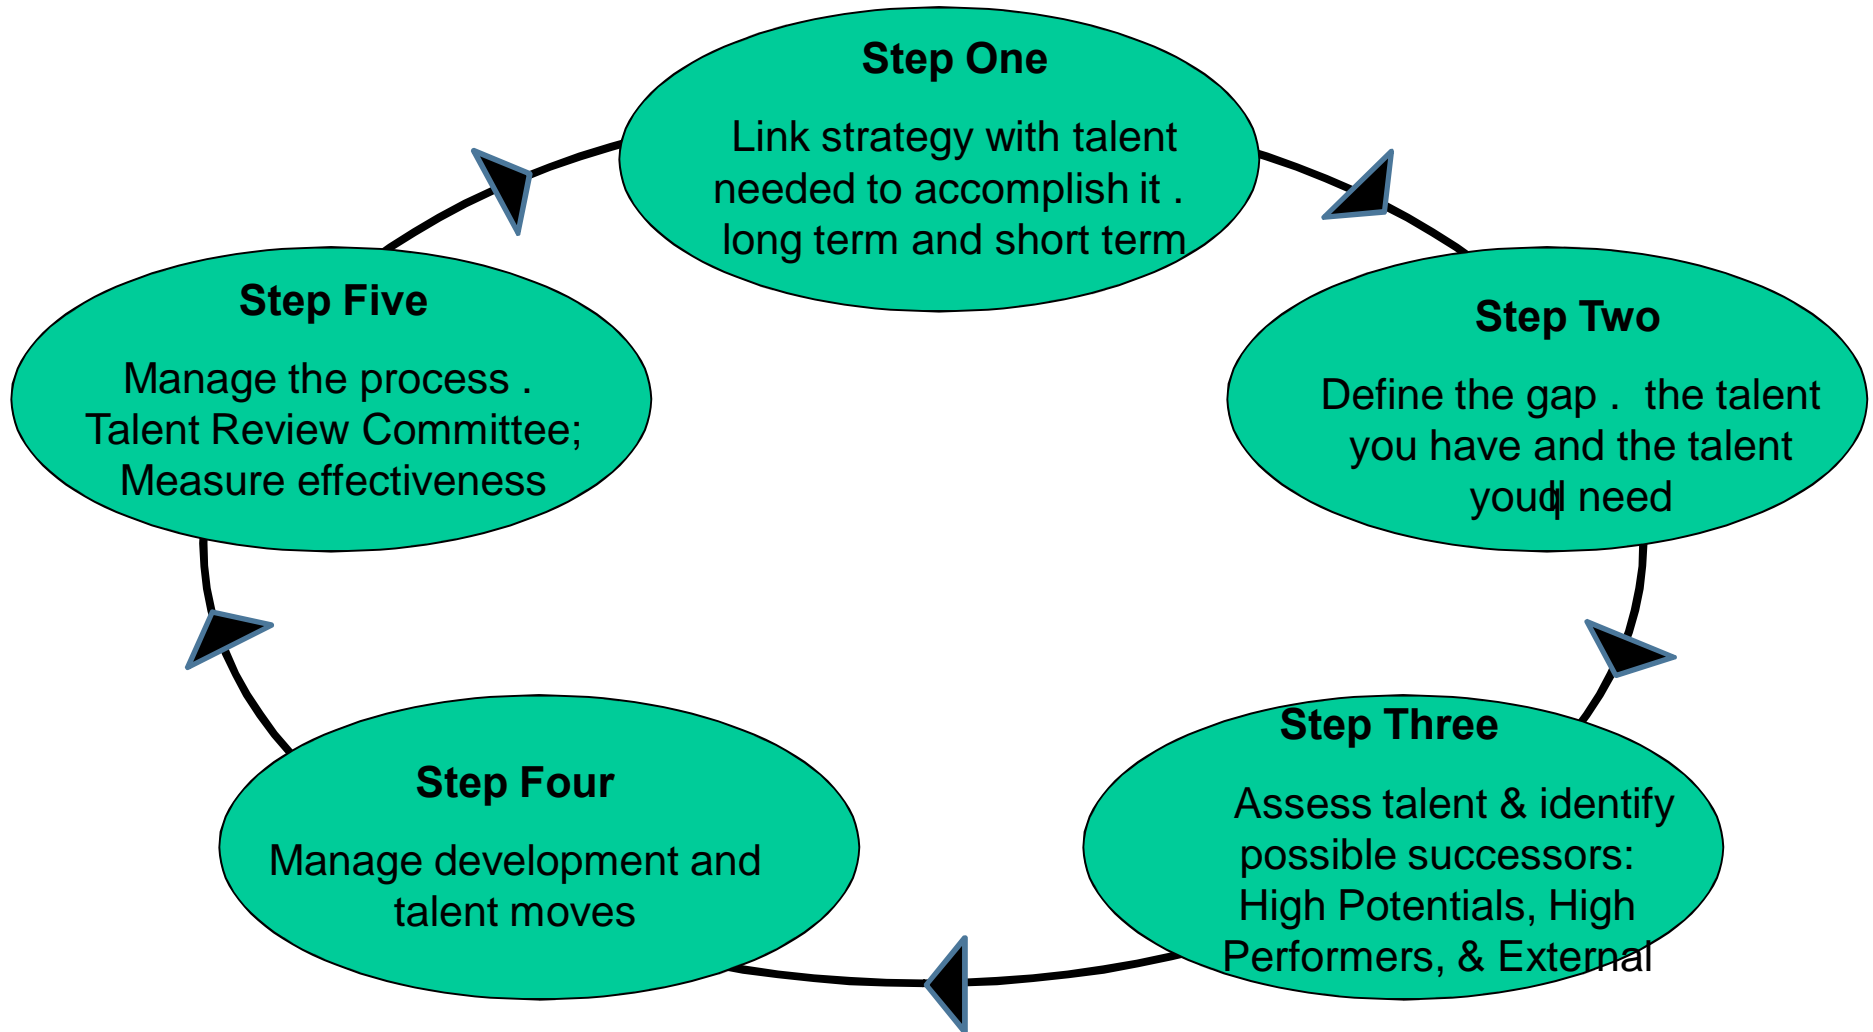 Step One
Link strategy with talent
needed to accomplish it .
long term and short term
Step Two
Define the gap .  the talent
you have and the talent
need
Step Three
Assess talent & identify
possible successors:
High Potentials, High
Performers, & External
Step Four
Manage development and
talent moves
Step Five
Manage the process .
Talent Review Committee;
Measure effectiveness